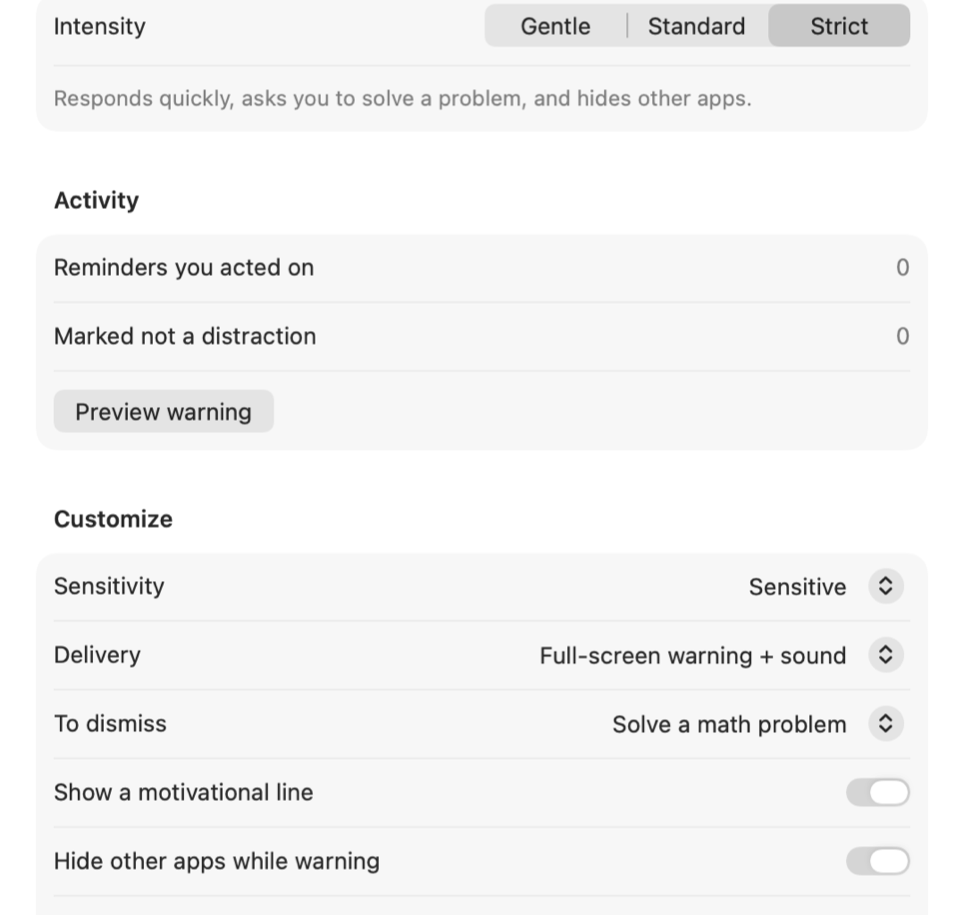 Intensity
Gentle Standard Strict
Responds quickly, asks you to solve a problem, and hides other apps.
Activity
Reminders you acted on 0
Marked not a distraction 0
Preview warning
Customize
Sensitivity Sensitive
Delivery Full-screen warning + sound
To dismiss Solve a math problem
Show a motivational line
Hide other apps while warning